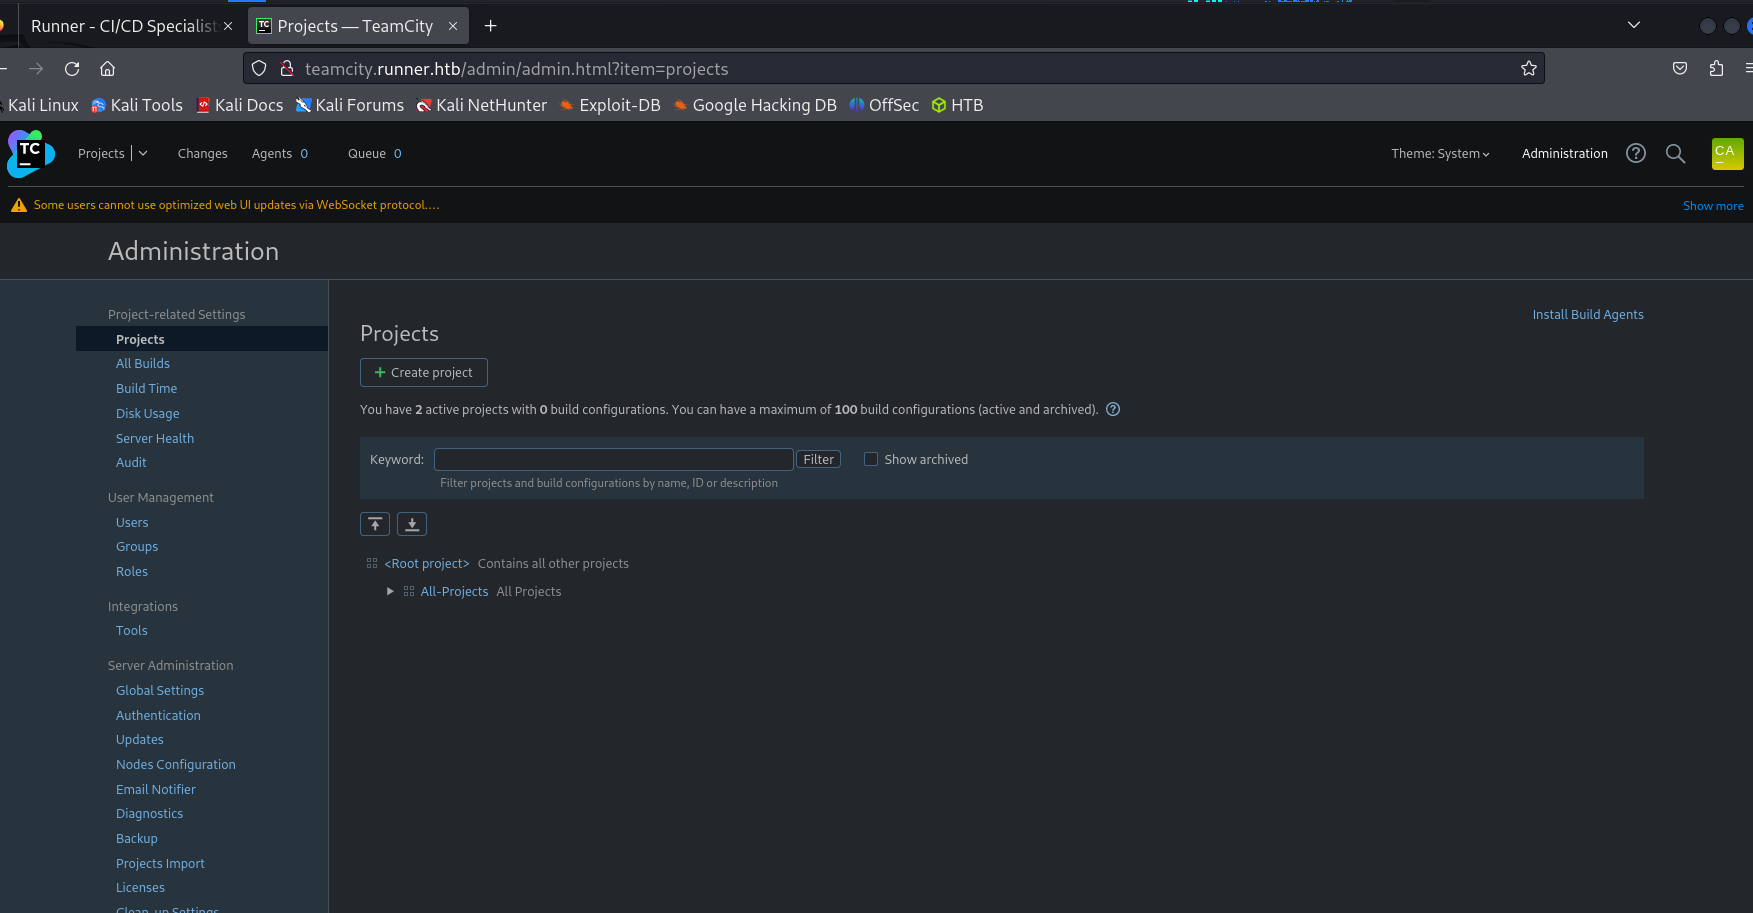 Runner - CI/CD Specialist
Projects — TeamCity
teamcity.runner.htb/admin/admin.html?item=projects
Kali Linux Kali Tools Kali Docs Kali Forums Kali NetHunter Exploit-DB Google Hacking DB OffSec HTB
TC Projects Changes Agents 0 Queue 0 Theme: System Administration CA
Some users cannot use optimized web UI updates via WebSocket protocol.... Show more
Administration
Project-related Settings
Projects
All Builds
Build Time
Disk Usage
Server Health
Audit
User Management
Users
Groups
Roles
Integrations
Tools
Server Administration
Global Settings
Authentication
Updates
Nodes Configuration
Email Notifier
Diagnostics
Backup
Projects Import
Licenses
Clean-up Settings
Install Build Agents
Projects
+ Create project
You have 2 active projects with 0 build configurations. You can have a maximum of 100 build configurations (active and archived).
Keyword: Filter Show archived
Filter projects and build configurations by name, ID or description
<Root project> Contains all other projects
All-Projects All Projects